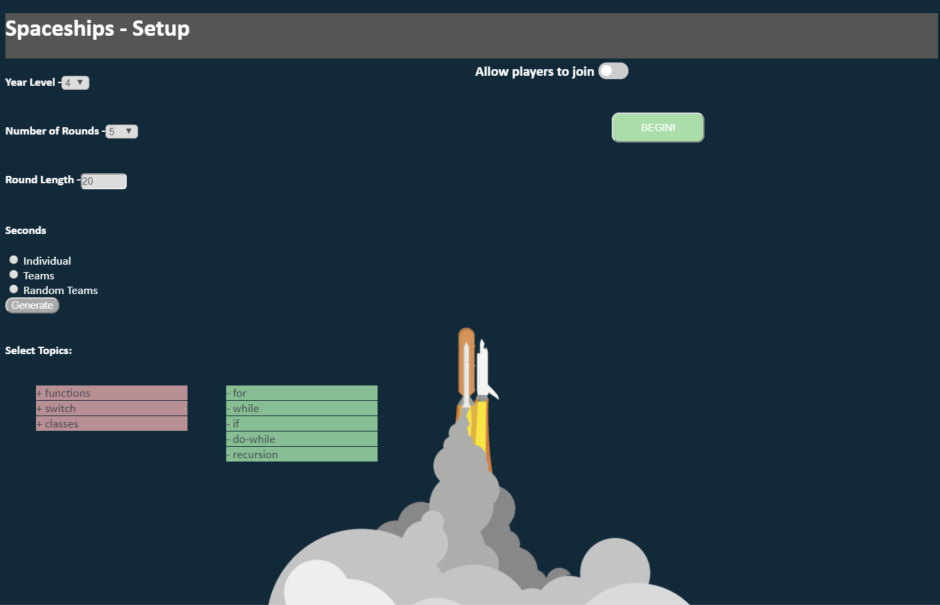 Spaceships - Setup
Year Level - 4
Allow players to join
Number of Rounds - 5
BEGIN!
Round Length - 20
Seconds
Individual
Teams
Random Teams
Generate
Select Topics:
+ functions
+ switch
+ classes
- for
- while
- if
- do-while
- recursion